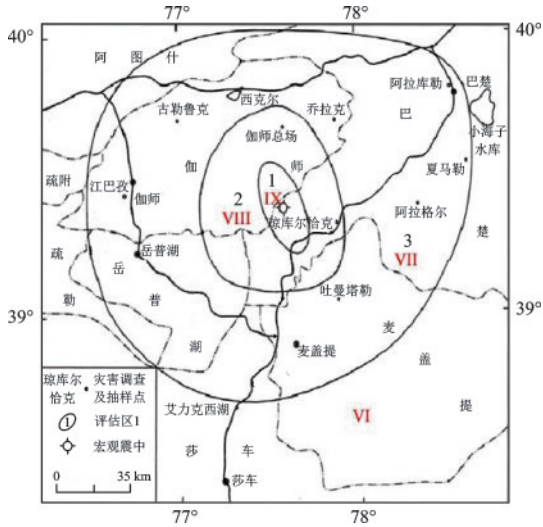 77°
78°
40°
40°
阿图什
阿拉库勒
巴楚
西克尔
古勒鲁克
乔拉克
巴
小海子
水库
伽师总场
伽
师
夏马勒
疏附
江巴孜
伽师
1
IX
2
VIII
琼库尔恰克
阿拉格尔
3
VII
楚
岳普湖
疏
勒
岳
普
湖
吐曼塔勒
39°
39°
麦盖提
麦
盖
提
琼库尔
恰克
灾害调查
及抽样点
艾力克西湖
1
评估区1
VI
宏观震中
莎
车
0
35 km
莎车
77°
78°